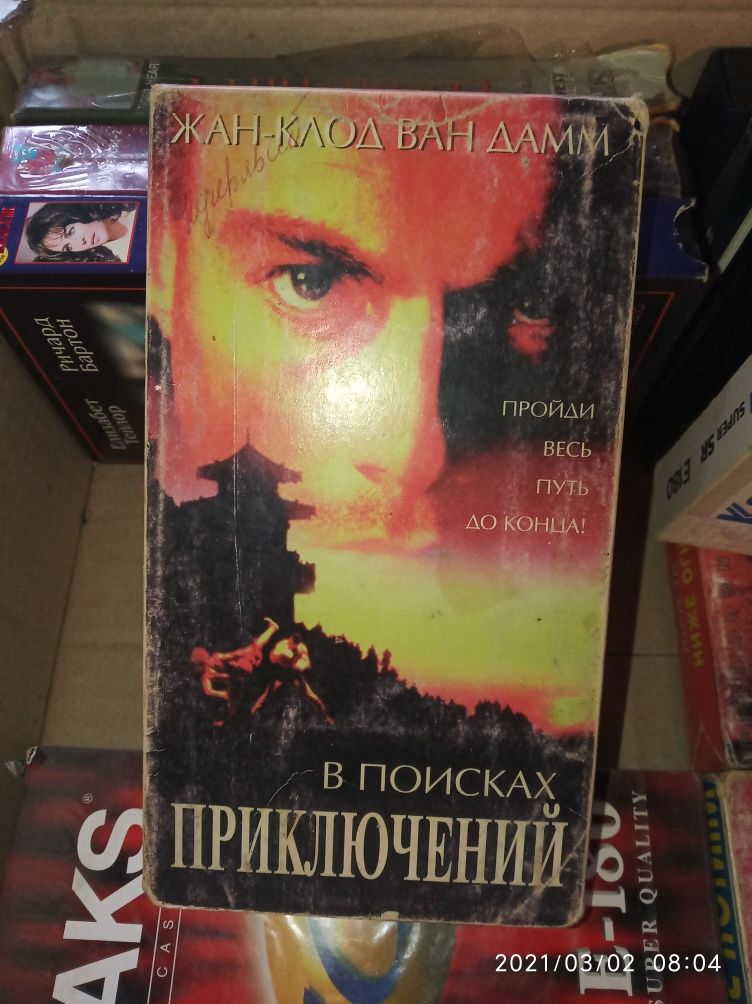 ЖАН-КЛОД ВАН ДАММ
ПРОЙДИ
ВЕСЬ
ПУТЬ
ДО КОНЦА!
В ПОИСКАХ
ПРИКЛЮЧЕНИЙ
Ричард
Бартон
Элизабет
Тейлор
SUPER SR
E180
НИЖЕ
AKS
®
CAS
E-180
SUPER QUALITY
2021/03/02 08:04